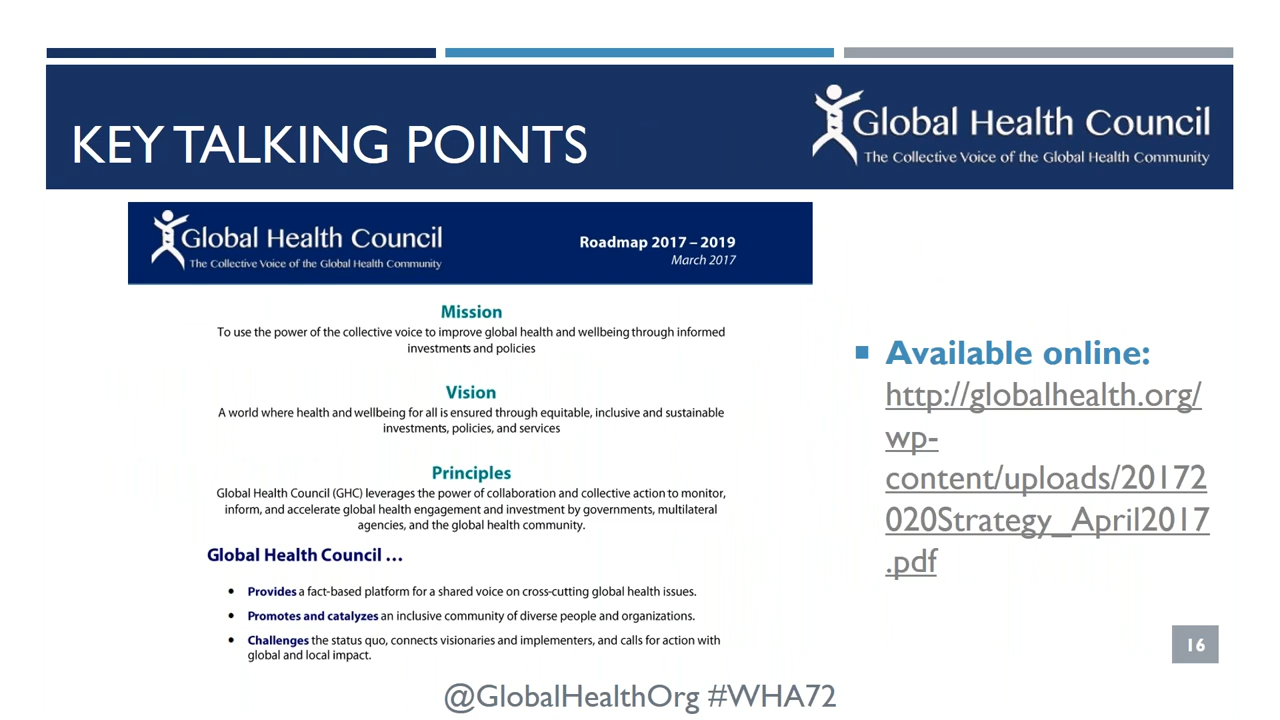 KEY TALKING POINTS
Global Health Council
The Collective Voice of the Global Health Community
Global Health Council
The Collective Voice of the Global Health Community
Roadmap 2017 – 2019
March 2017
Mission
To use the power of the collective voice to improve global health and wellbeing through informed
investments and policies
Vision
A world where health and wellbeing for all is ensured through equitable, inclusive and sustainable
investments, policies, and services
Principles
Global Health Council (GHC) leverages the power of collaboration and collective action to monitor,
inform, and accelerate global health engagement and investment by governments, multilateral
agencies, and the global health community.
Global Health Council …
• Provides a fact-based platform for a shared voice on cross-cutting global health issues.
• Promotes and catalyzes an inclusive community of diverse people and organizations.
• Challenges the status quo, connects visionaries and implementers, and calls for action with
global and local impact.
▪ Available online:
http://globalhealth.org/
wp-
content/uploads/20172
020Strategy_April2017
.pdf
16
@GlobalHealthOrg #WHA72